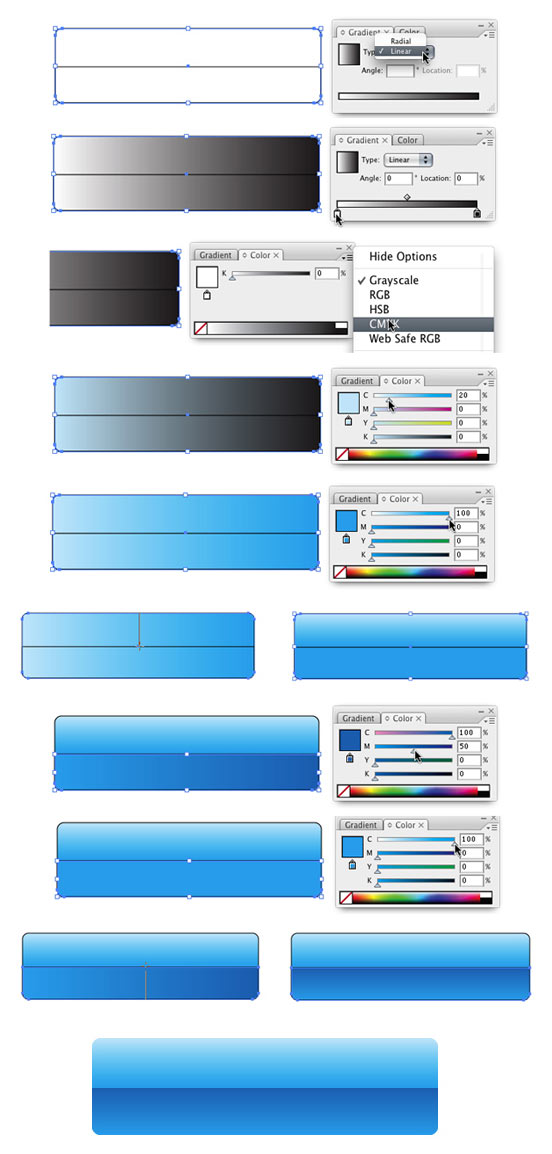 Gradient × Color
Radial
Type: ✓ Linear
Angle: ° Location: %
Gradient × Color
Type: Linear
Angle: 0 ° Location: 0 %
Gradient Color ×
K 0 %
Hide Options
✓ Grayscale
RGB
HSB
CMYK
Web Safe RGB
Gradient Color ×
C 20 %
M 0 %
Y 0 %
K 0 %
Gradient Color ×
C 100 %
M 0 %
Y 0 %
K 0 %
Gradient Color ×
C 100 %
M 50 %
Y 0 %
K 0 %
Gradient Color ×
C 100 %
M 0 %
Y 0 %
K 0 %